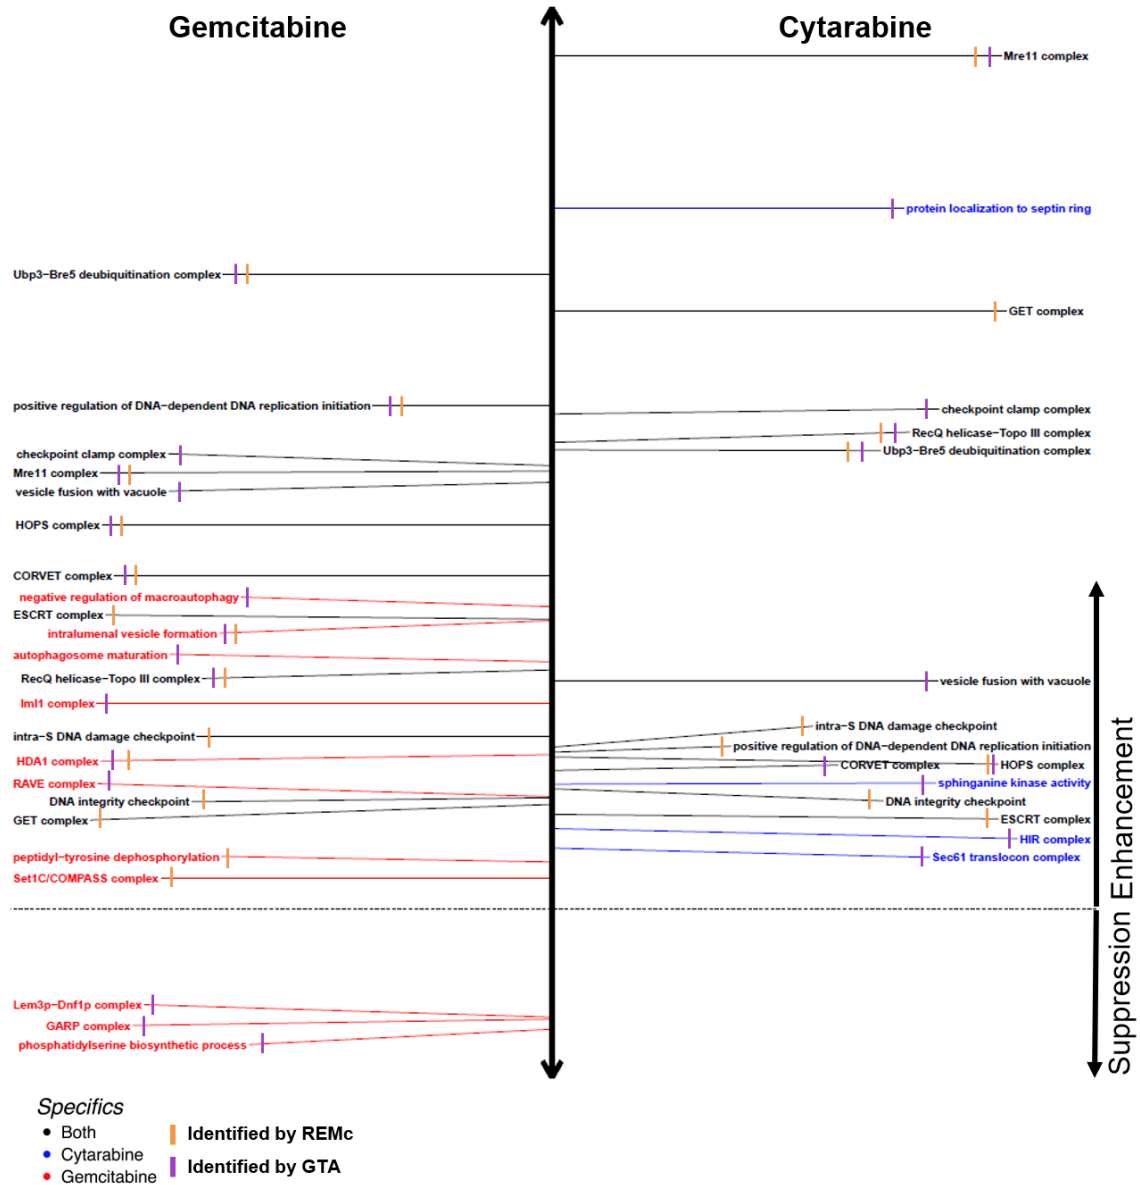 Gemcitabine
Cytarabine
Mre11 complex
protein localization to septin ring
Ubp3−Bre5 deubiquitination complex
GET complex
positive regulation of DNA−dependent DNA replication initiation
checkpoint clamp complex
RecQ helicase−Topo III complex
Ubp3−Bre5 deubiquitination complex
checkpoint clamp complex
Mre11 complex
vesicle fusion with vacuole
HOPS complex
CORVET complex
negative regulation of macroautophagy
ESCRT complex
intralumenal vesicle formation
autophagosome maturation
RecQ helicase−Topo III complex
Iml1 complex
intra−S DNA damage checkpoint
HDA1 complex
RAVE complex
DNA integrity checkpoint
GET complex
peptidyl−tyrosine dephosphorylation
Set1C/COMPASS complex
vesicle fusion with vacuole
intra−S DNA damage checkpoint
positive regulation of DNA−dependent DNA replication initiation
CORVET complex
HOPS complex
sphinganine kinase activity
DNA integrity checkpoint
ESCRT complex
HIR complex
Sec61 translocon complex
Enhancement
Suppression
Lem3p−Dnf1p complex
GARP complex
phosphatidylserine biosynthetic process
Specifics
Both
Cytarabine
Gemcitabine
Identified by REMc
Identified by GTA